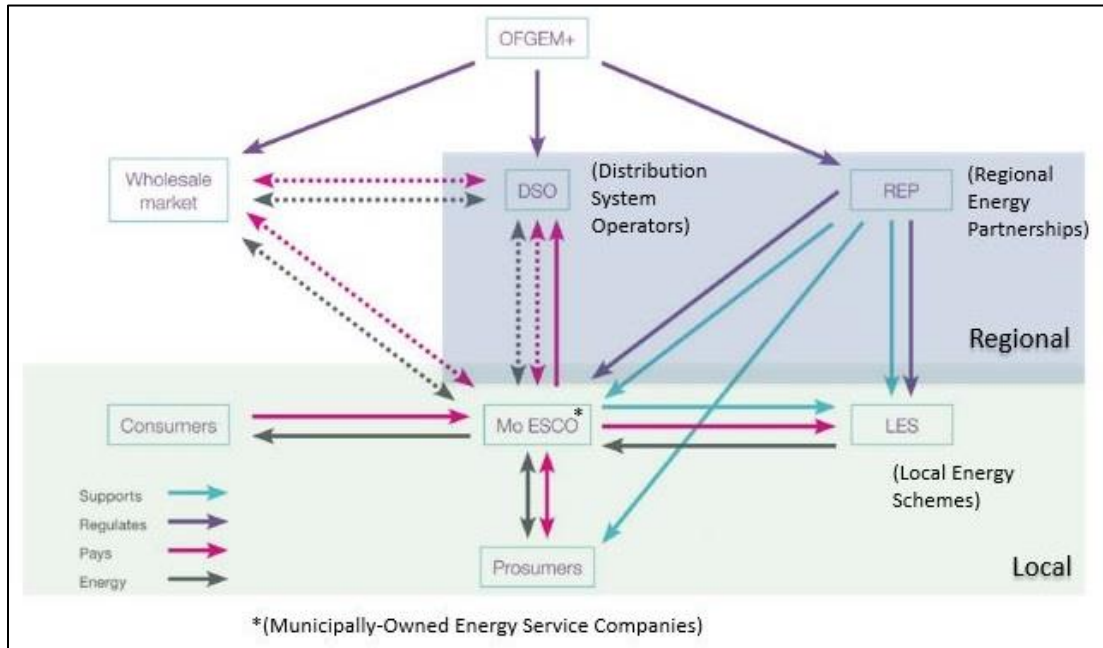 OFGEM+
Wholesale
market
DSO
(Distribution
System
Operators)
REP
(Regional
Energy
Partnerships)
Regional
Consumers
Mo ESCO*
LES
(Local Energy
Schemes)
Supports
Regulates
Pays
Energy
Prosumers
Local
*(Municipally-Owned Energy Service Companies)